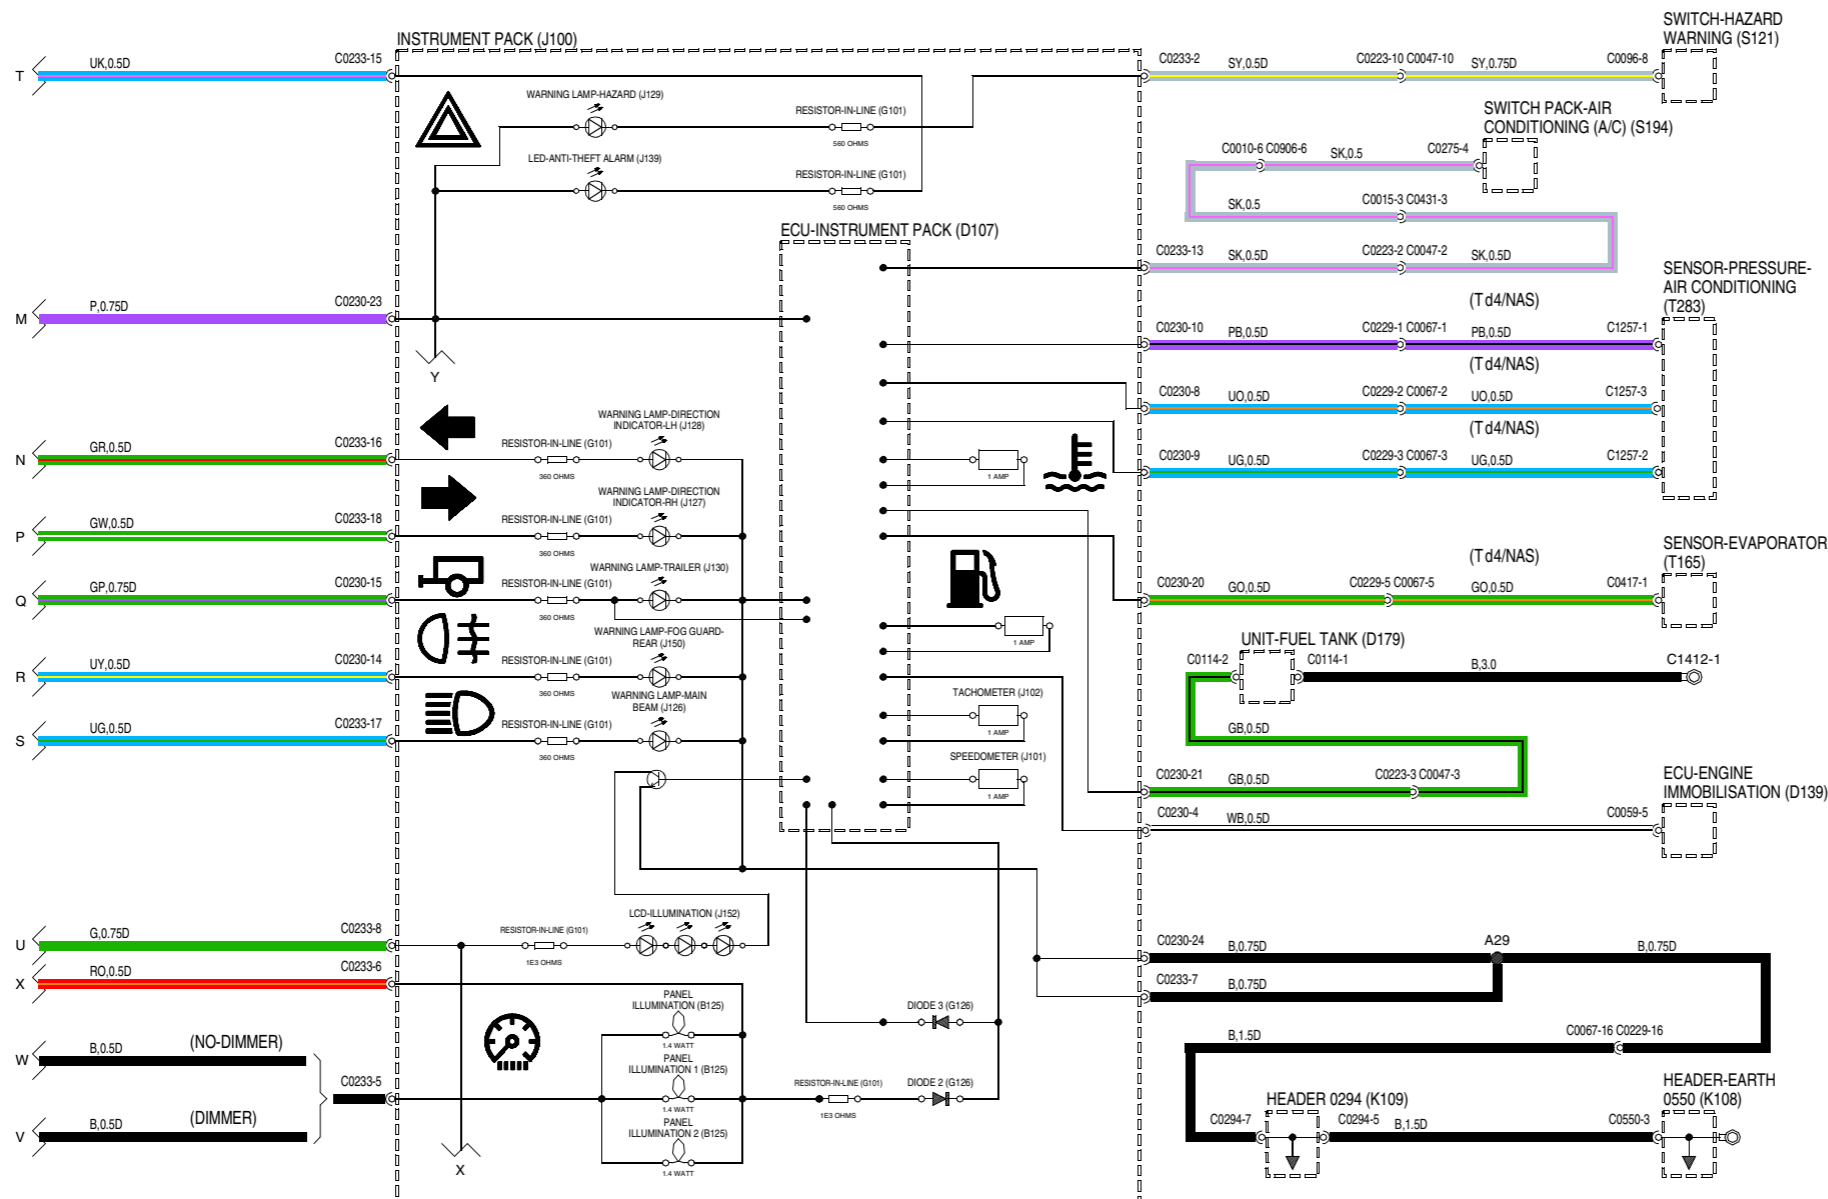 INSTRUMENT PACK (J100)
SWITCH-HAZARD
WARNING (S121)
T
UK,0.5D
C0233-15
C0233-2
SY,0.5D
C0223-10 C0047-10
SY,0.75D
C0096-8
WARNING LAMP-HAZARD (J129)
RESISTOR-IN-LINE (G101)
560 OHMS
SWITCH PACK-AIR
CONDITIONING (A/C) (S194)
LED-ANTI-THEFT ALARM (J139)
RESISTOR-IN-LINE (G101)
560 OHMS
C0010-6 C0906-6
SK,0.5
C0275-4
SK,0.5
C0015-3 C0431-3
ECU-INSTRUMENT PACK (D107)
C0233-13
SK,0.5D
C0223-2 C0047-2
SK,0.5D
SENSOR-PRESSURE-
AIR CONDITIONING
(T283)
M
P,0.75D
C0230-23
Y
(Td4/NAS)
C0230-10
PB,0.5D
C0229-1 C0067-1
PB,0.5D
C1257-1
(Td4/NAS)
C0230-8
UO,0.5D
C0229-2 C0067-2
UO,0.5D
C1257-3
(Td4/NAS)
C0230-9
UG,0.5D
C0229-3 C0067-3
UG,0.5D
C1257-2
N
GR,0.5D
C0233-16
RESISTOR-IN-LINE (G101)
360 OHMS
WARNING LAMP-DIRECTION
INDICATOR-LH (J128)
1 AMP
P
GW,0.5D
C0233-18
RESISTOR-IN-LINE (G101)
360 OHMS
WARNING LAMP-DIRECTION
INDICATOR-RH (J127)
SENSOR-EVAPORATOR
(T165)
(Td4/NAS)
Q
GP,0.75D
C0230-15
RESISTOR-IN-LINE (G101)
360 OHMS
WARNING LAMP-TRAILER (J130)
C0230-20
GO,0.5D
C0229-5 C0067-5
GO,0.5D
C0417-1
1 AMP
R
UY,0.5D
C0230-14
RESISTOR-IN-LINE (G101)
360 OHMS
WARNING LAMP-FOG GUARD-
REAR (J150)
UNIT-FUEL TANK (D179)
C0114-2
C0114-1
B,3.0
C1412-1
S
UG,0.5D
C0233-17
RESISTOR-IN-LINE (G101)
360 OHMS
WARNING LAMP-MAIN
BEAM (J126)
TACHOMETER (J102)
1 AMP
GB,0.5D
SPEEDOMETER (J101)
1 AMP
C0230-21
GB,0.5D
C0223-3 C0047-3
ECU-ENGINE
IMMOBILISATION (D139)
C0230-4
WB,0.5D
C0059-5
U
G,0.75D
C0233-8
RESISTOR-IN-LINE (G101)
1E3 OHMS
LCD-ILLUMINATION (J152)
C0230-24
B,0.75D
A29
B,0.75D
X
RO,0.5D
C0233-6
C0233-7
B,0.75D
PANEL
ILLUMINATION (B125)
1.4 WATT
DIODE 3 (G126)
W
B,0.5D
(NO-DIMMER)
B,1.5D
C0067-16 C0229-16
C0233-5
PANEL
ILLUMINATION 1 (B125)
1.4 WATT
RESISTOR-IN-LINE (G101)
1E3 OHMS
DIODE 2 (G126)
HEADER 0294 (K109)
HEADER-EARTH
0550 (K108)
V
B,0.5D
(DIMMER)
PANEL
ILLUMINATION 2 (B125)
1.4 WATT
C0294-7
C0294-5
B,1.5D
C0550-3
X